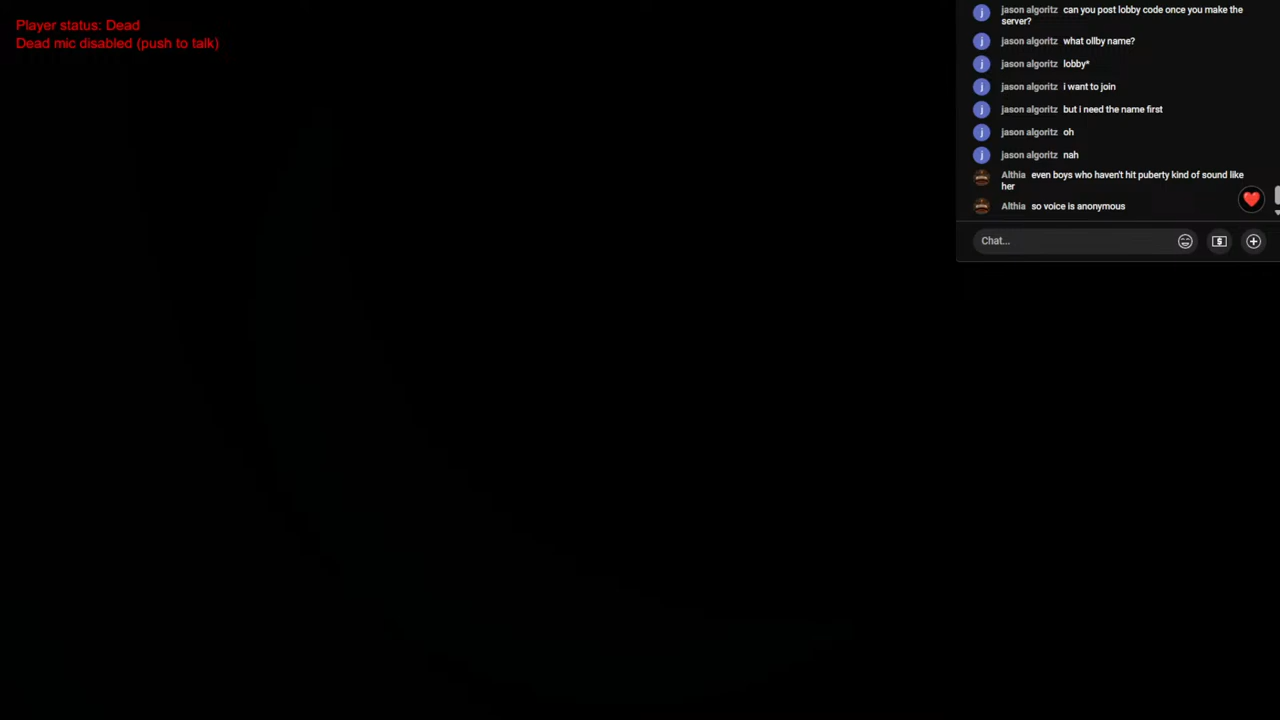 Player status: Dead
Dead mic disabled (push to talk)
jason algoritz can you post lobby code once you make the
server?
j
jason algoritz what ollby name?
j
jason algoritz lobby*
j
jason algoritz i want to join
j
jason algoritz but i need the name first
j
jason algoritz oh
j
jason algoritz nah
j
Althia even boys who haven't hit puberty kind of sound like
her
Althia so voice is anonymous
Chat...